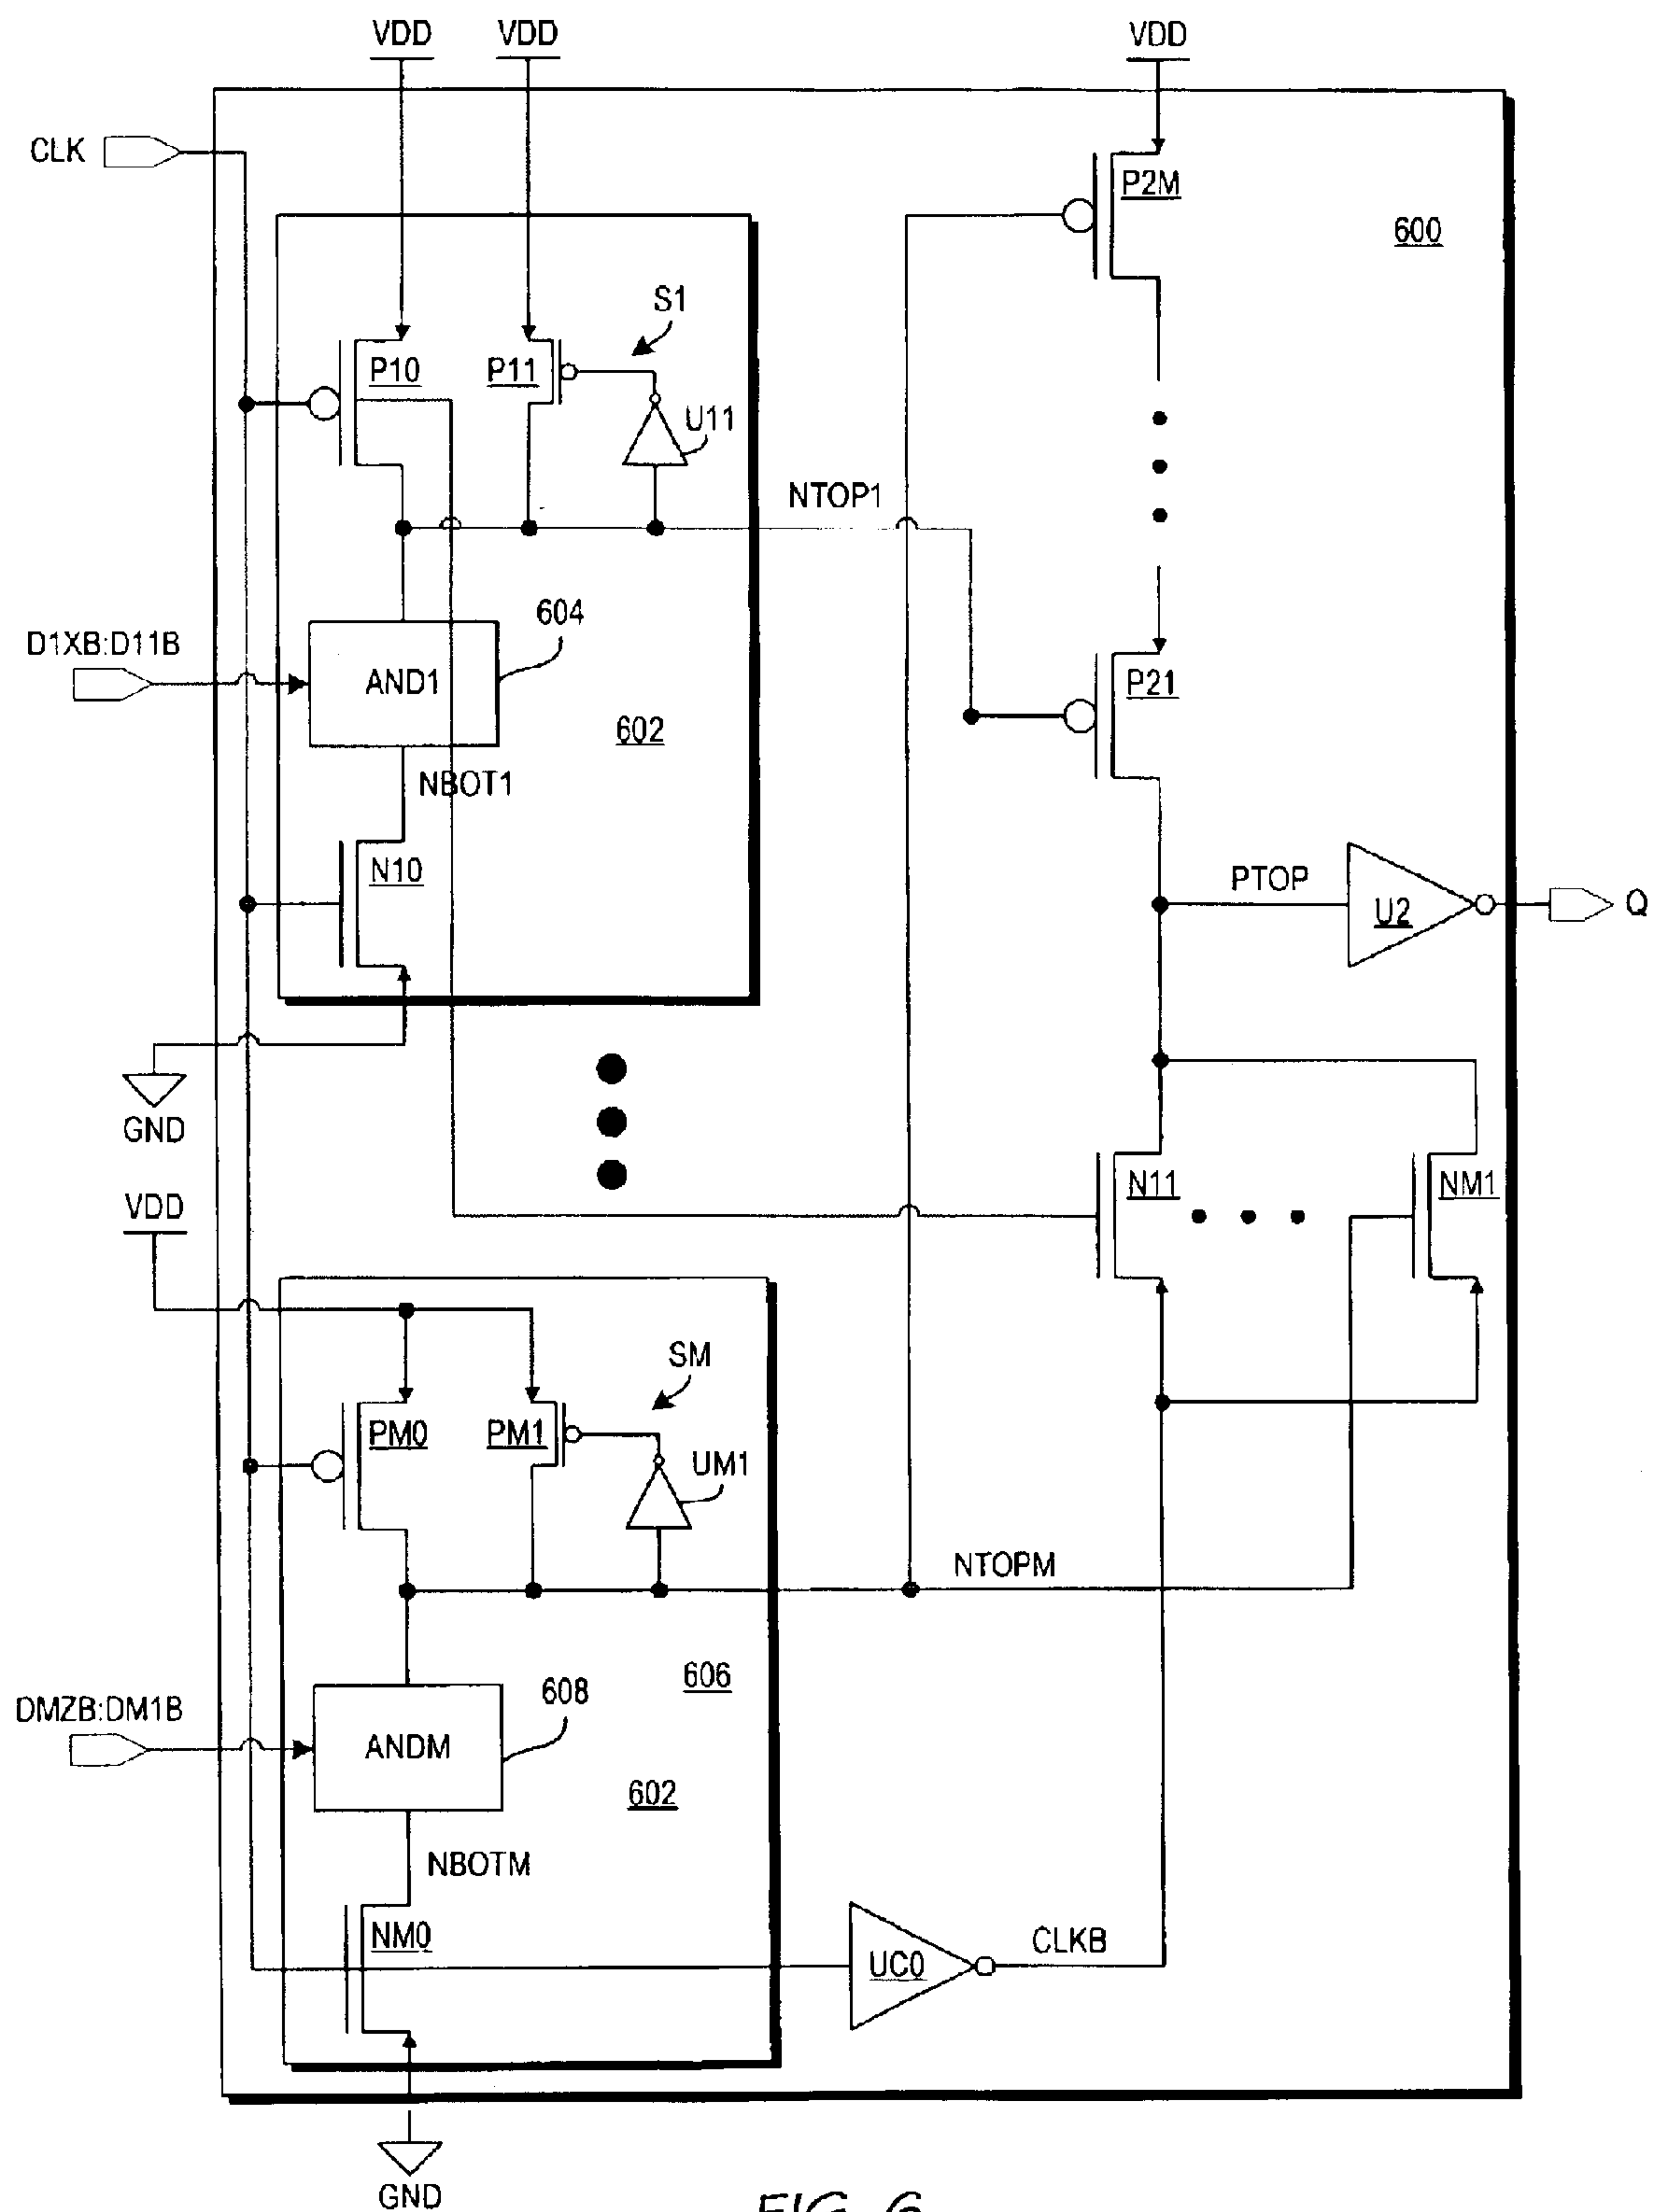 VDD VDD VDD
CLK
P2M
600
S1
P10 P11
U11
NTOP1
604
D1XB:D11B
AND1
P21
602
NBOT1
N10
PTOP
U2
Q
GND
VDD
N11 NM1
SM
PM0 PM1
UM1
NTOPM
606
608
DMZB:DM1B
ANDM
602
NBOTM
NM0
UC0
CLKB
GND
FIG. 6